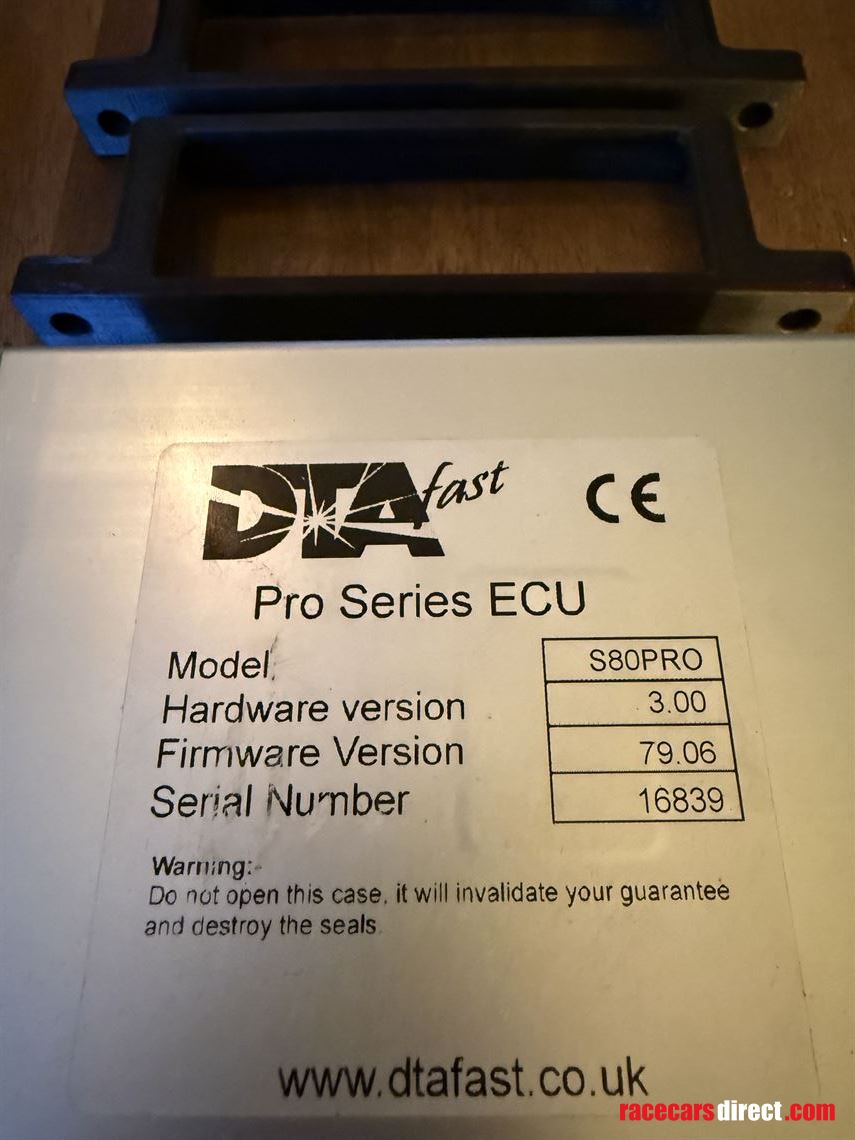 DTAfast CE
Pro Series ECU
Model S80PRO
Hardware version 3.00
Firmware Version 79.06
Serial Number 16839
Warning:-
Do not open this case, it will invalidate your guarantee
and destroy the seals
www.dtafast.co.uk
racecarsdirect.com